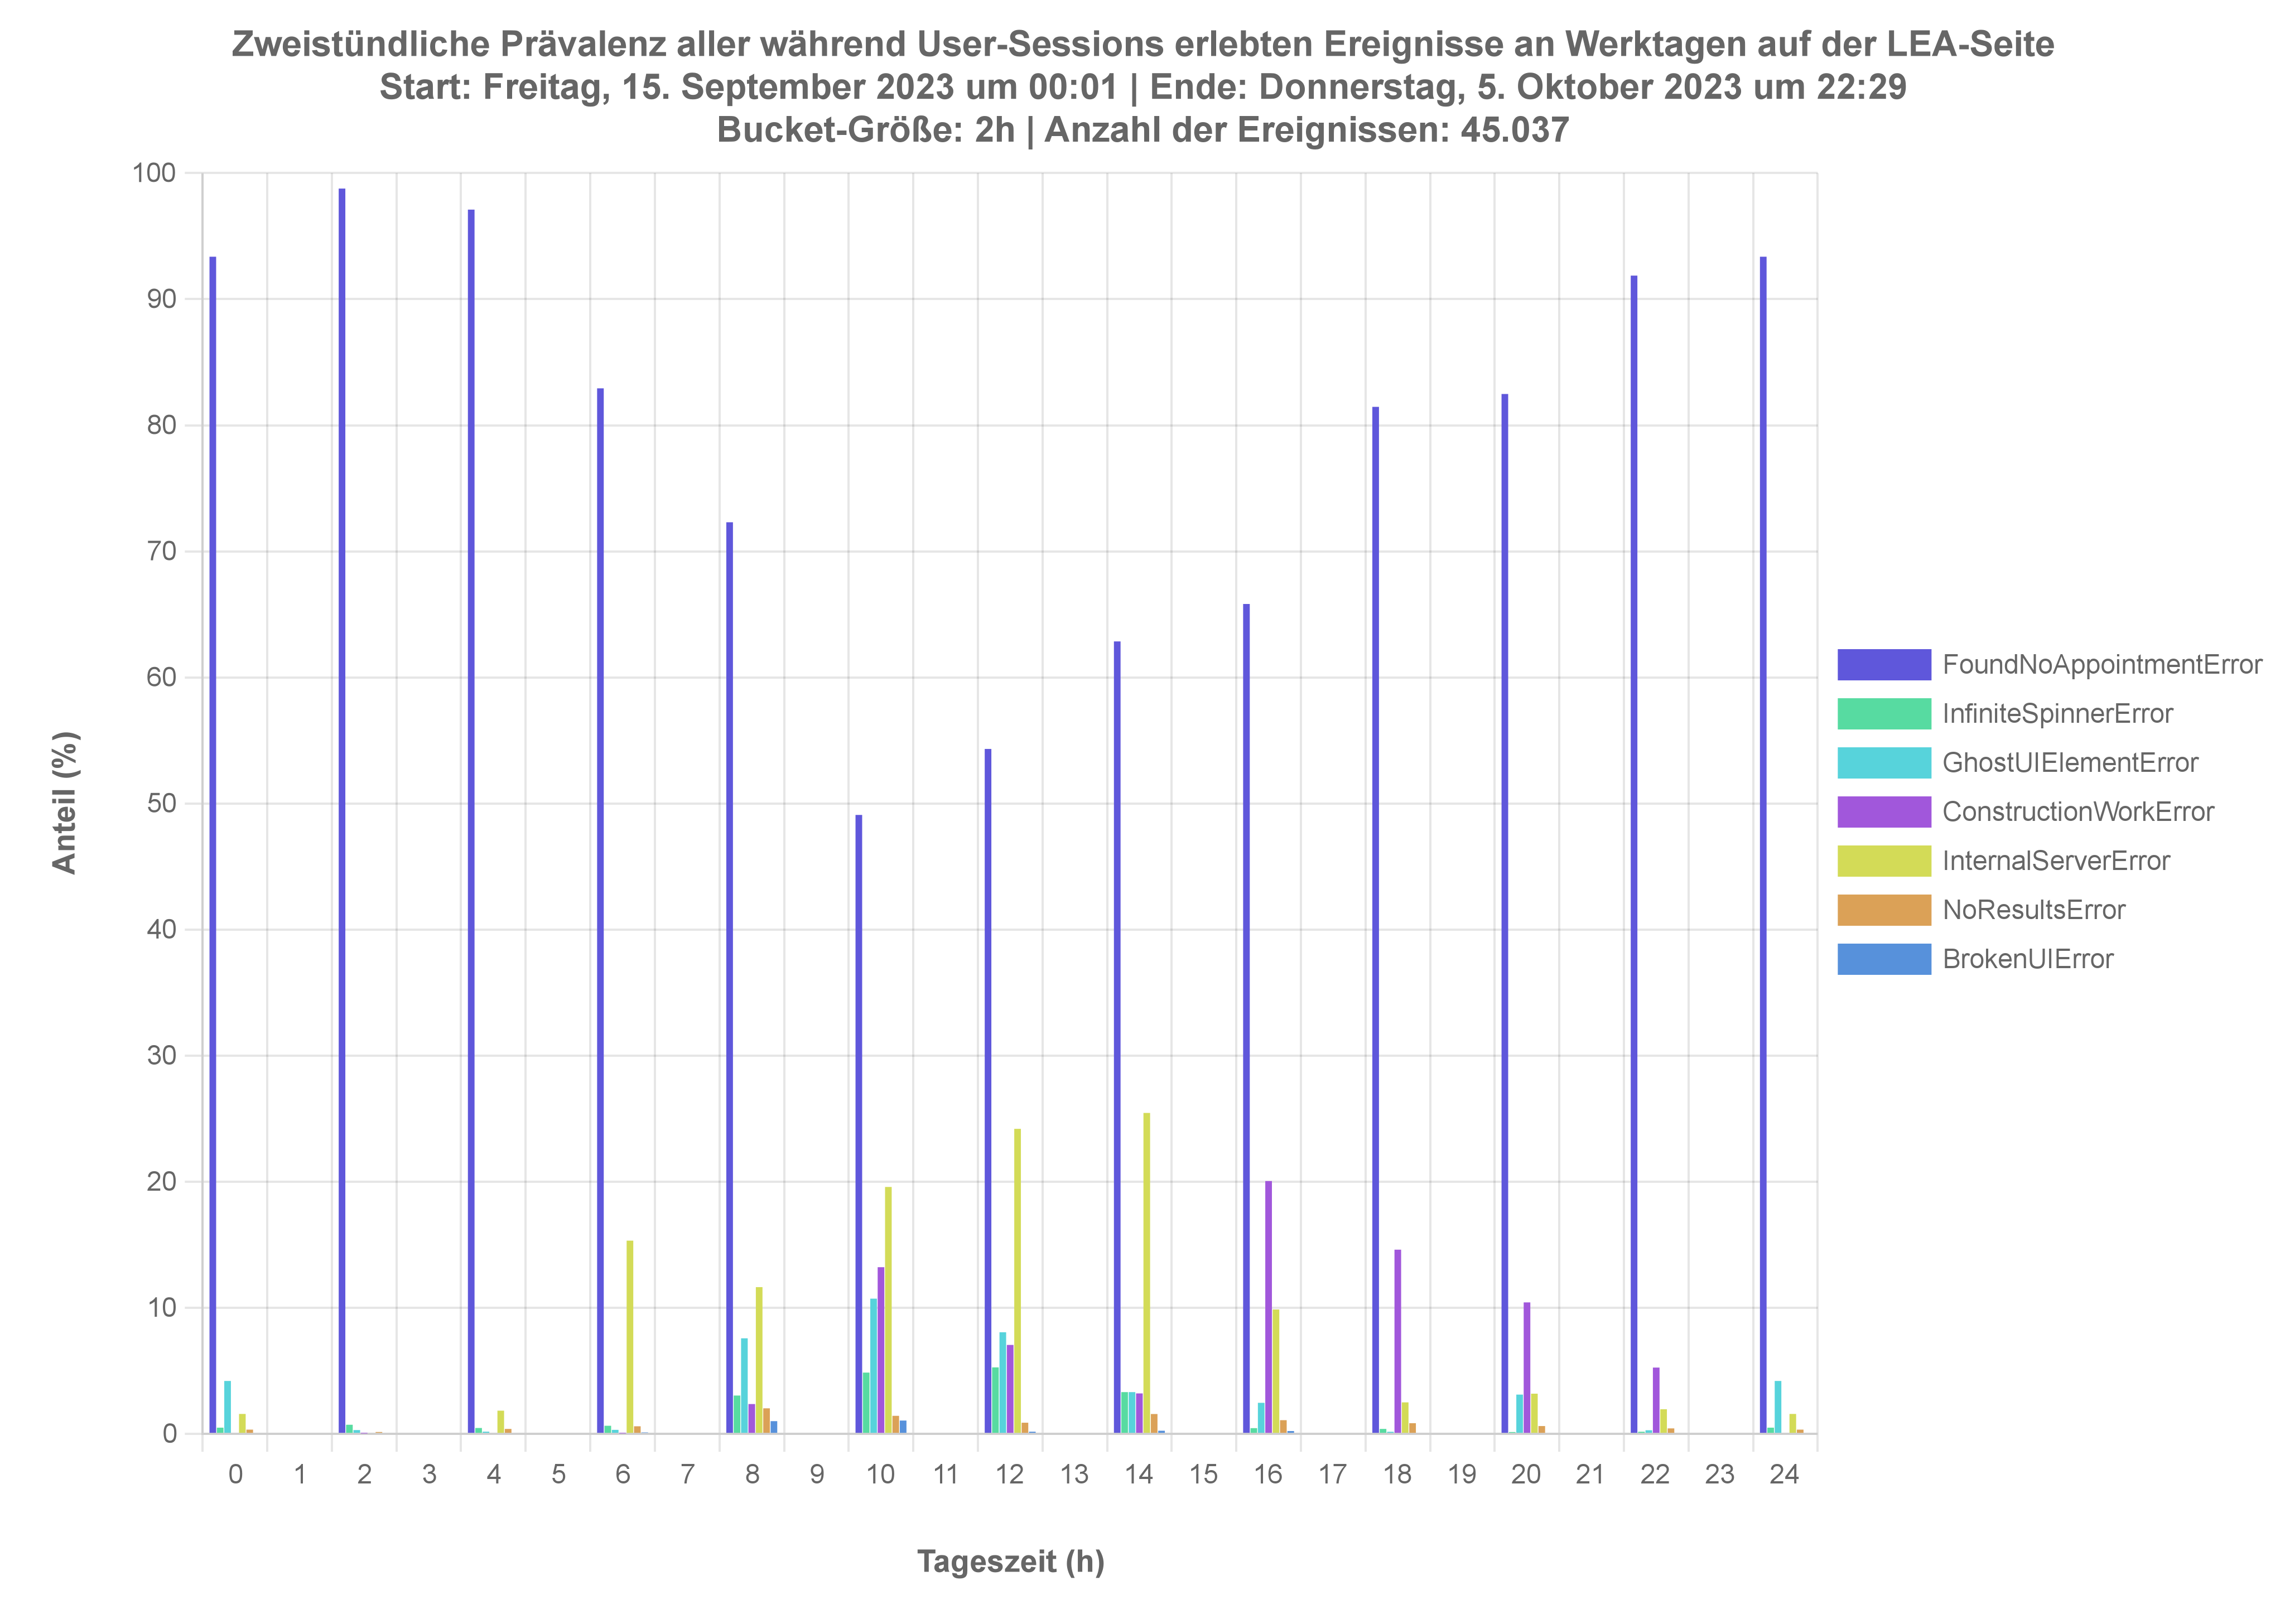 Zweistündliche Prävalenz aller während User-Sessions erlebten Ereignisse an Werktagen auf der LEA-Seite
Start: Freitag, 15. September 2023 um 00:01 | Ende: Donnerstag, 5. Oktober 2023 um 22:29
Bucket-Größe: 2h | Anzahl der Ereignissen: 45.037
100
90
80
70
60
50
40
30
20
10
0
Anteil (%)
0 1 2 3 4 5 6 7 8 9 10 11 12 13 14 15 16 17 18 19 20 21 22 23 24
Tageszeit (h)
FoundNoAppointmentError
InfiniteSpinnerError
GhostUIElementError
ConstructionWorkError
InternalServerError
NoResultsError
BrokenUIError